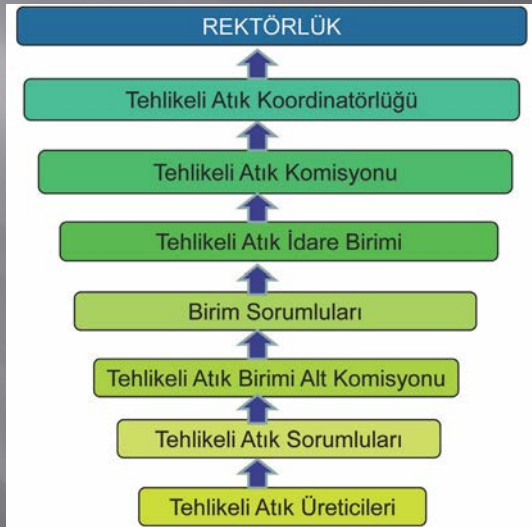 REKTÖRLÜK
Tehlikeli Atık Koordinatörlüğü
Tehlikeli Atık Komisyonu
Tehlikeli Atık İdare Birimi
Birim Sorumluları
Tehlikeli Atık Birimi Alt Komisyonu
Tehlikeli Atık Sorumluları
Tehlikeli Atık Üreticileri